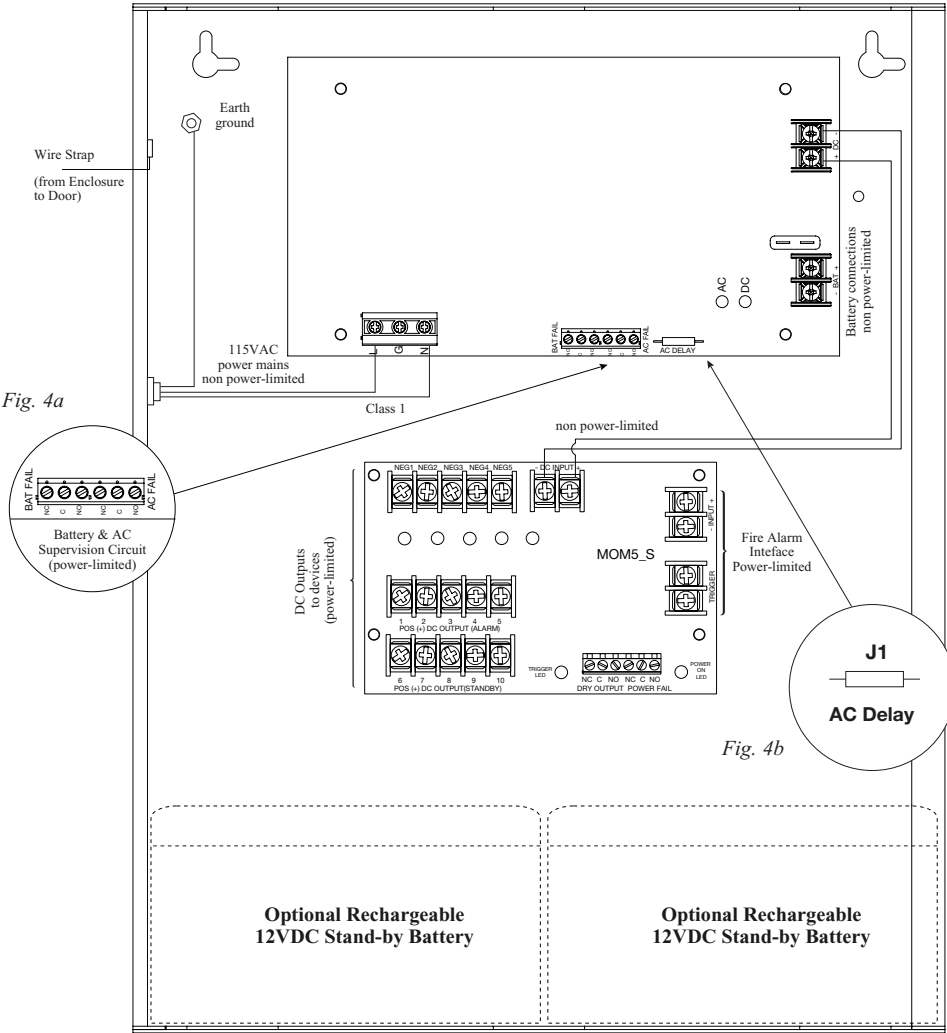 Earth
ground
Wire Strap
(from Enclosure
to Door)
- DC +
Battery connections
non power-limited
AC
DC
- BAT +
L
G
N
115VAC
power mains
non power-limited
Class 1
BAT FAIL
NC
C
NO
NC
C
NO
AC FAIL
AC DELAY
Fig. 4a
BAT FAIL
NC
C
NO
NC
C
NO
AC FAIL
Battery & AC
Supervision Circuit
(power-limited)
non power-limited
NEG1 NEG2 NEG3 NEG4 NEG5
- DC INPUT +
DC Outputs
to devices
(power-limited)
MOM5_S
- INPUT +
TRIGGER
Fire Alarm
Inteface
Power-limited
1 2 3 4 5
POS (+) DC OUTPUT (ALARM)
6 7 8 9 10
POS (+) DC OUTPUT(STANDBY)
TRIGGER
LED
NC C NO NC C NO
DRY OUTPUT POWER FAIL
POWER
ON
LED
J1
AC Delay
Fig. 4b
Optional Rechargeable
12VDC Stand-by Battery
Optional Rechargeable
12VDC Stand-by Battery